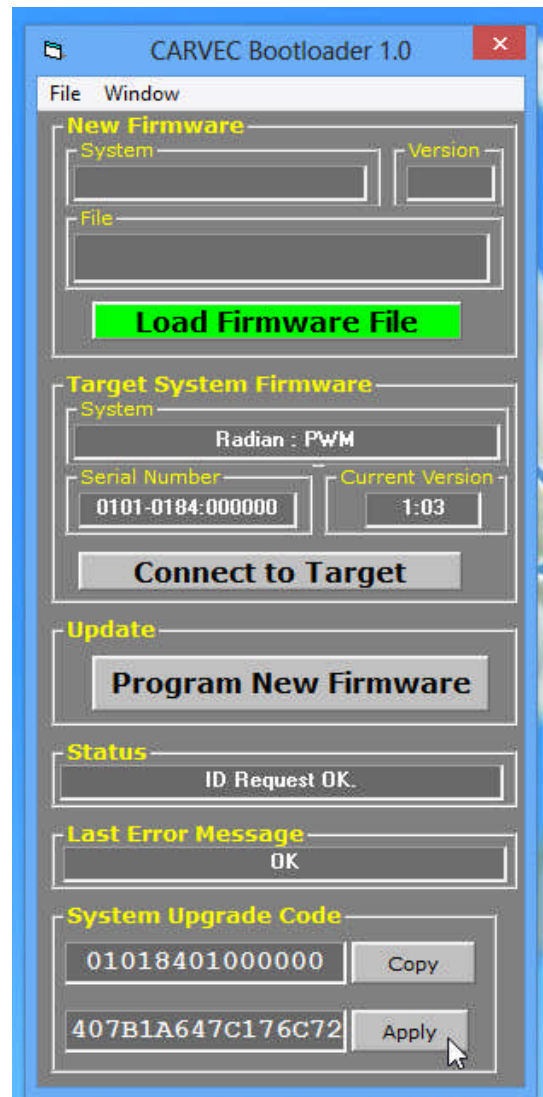 CARVEC Bootloader 1.0
File Window
New Firmware
System Version
File
Load Firmware File
Target System Firmware
System
Radian : PWM
Serial Number Current Version
0101-0184:000000 1:03
Connect to Target
Update
Program New Firmware
Status
ID Request OK.
Last Error Message
OK
System Upgrade Code
01018401000000 Copy
407B1A647C176C72 Apply